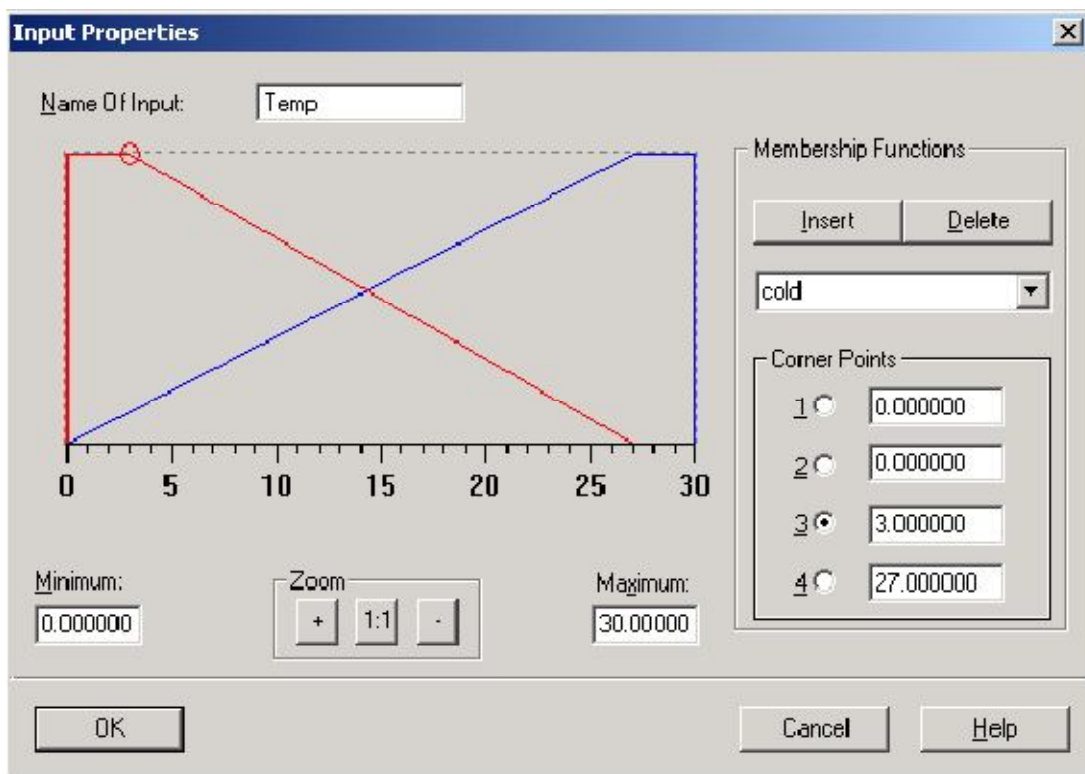 Input Properties
Name Of Input:
Temp
0 5 10 15 20 25 30
Minimum:
0.000000
Zoom
+ 1:1 -
Maximum:
30.00000
Membership Functions
Insert Delete
cold
Corner Points
1 0.000000
2 0.000000
3 3.000000
4 27.000000
OK Cancel Help